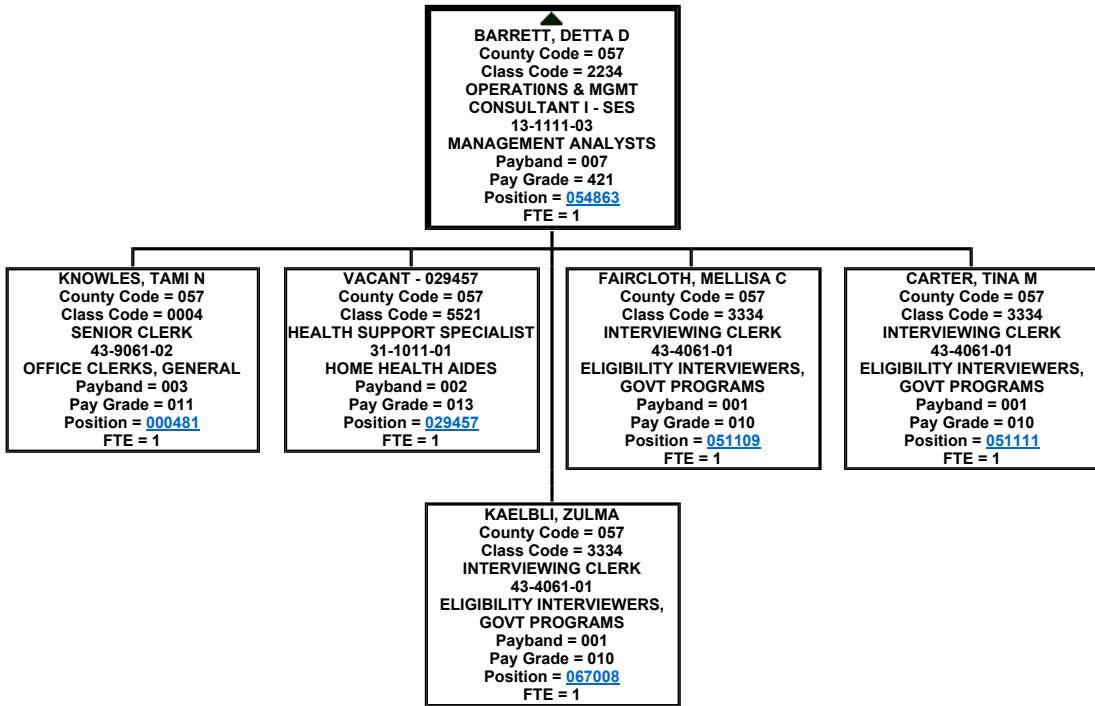 BARRETT, DETTA D
County Code = 057
Class Code = 2234
OPERATI0NS & MGMT
CONSULTANT I - SES
13-1111-03
MANAGEMENT ANALYSTS
Payband = 007
Pay Grade = 421
Position = 054863
FTE = 1
KNOWLES, TAMI N
County Code = 057
Class Code = 0004
SENIOR CLERK
43-9061-02
OFFICE CLERKS, GENERAL
Payband = 003
Pay Grade = 011
Position = 000481
FTE = 1
VACANT - 029457
County Code = 057
Class Code = 5521
HEALTH SUPPORT SPECIALIST
31-1011-01
HOME HEALTH AIDES
Payband = 002
Pay Grade = 013
Position = 029457
FTE = 1
FAIRCLOTH, MELLISA C
County Code = 057
Class Code = 3334
INTERVIEWING CLERK
43-4061-01
ELIGIBILITY INTERVIEWERS,
GOVT PROGRAMS
Payband = 001
Pay Grade = 010
Position = 051109
FTE = 1
CARTER, TINA M
County Code = 057
Class Code = 3334
INTERVIEWING CLERK
43-4061-01
ELIGIBILITY INTERVIEWERS,
GOVT PROGRAMS
Payband = 001
Pay Grade = 010
Position = 051111
FTE = 1
KAELBLI, ZULMA
County Code = 057
Class Code = 3334
INTERVIEWING CLERK
43-4061-01
ELIGIBILITY INTERVIEWERS,
GOVT PROGRAMS
Payband = 001
Pay Grade = 010
Position = 067008
FTE = 1